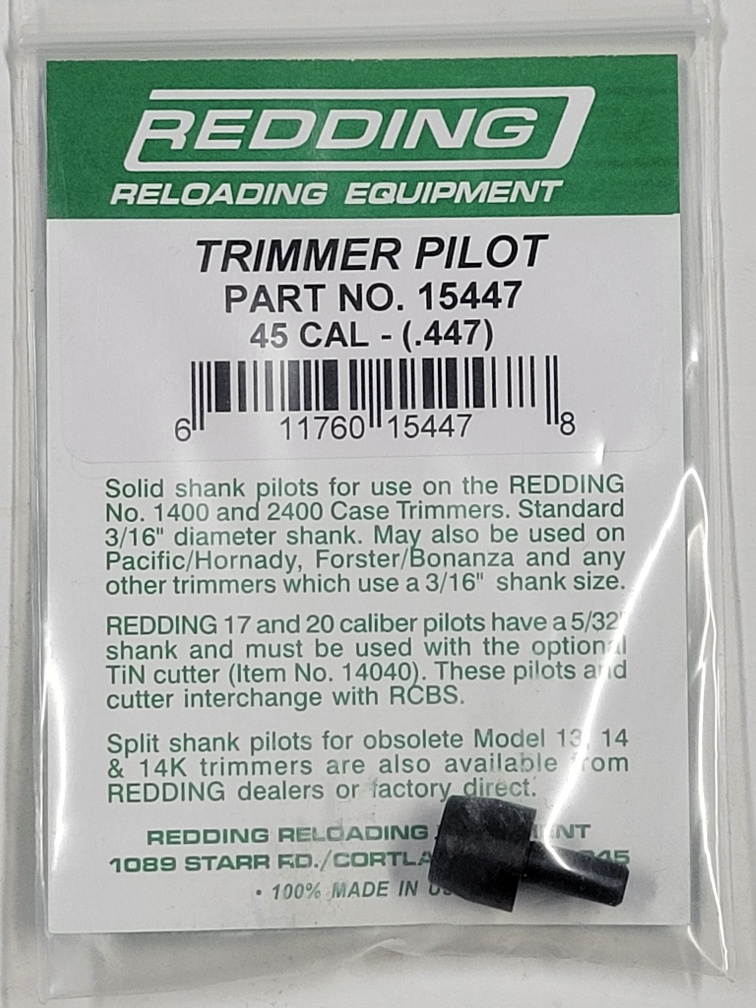 REDDING
RELOADING EQUIPMENT
TRIMMER PILOT
PART NO. 15447
45 CAL - (.447)
6 11760 15447 8
Solid shank pilots for use on the REDDING
No. 1400 and 2400 Case Trimmers. Standard
3/16" diameter shank. May also be used on
Pacific/Hornady, Forster/Bonanza and any
other trimmers which use a 3/16" shank size.
REDDING 17 and 20 caliber pilots have a 5/32"
shank and must be used with the optional
TiN cutter (Item No. 14040). These pilots and
cutter interchange with RCBS.
Split shank pilots for obsolete Model 13, 14
& 14K trimmers are also available from
REDDING dealers or factory direct.
REDDING RELOADING
1089 STARR RD./
• 100% MADE IN